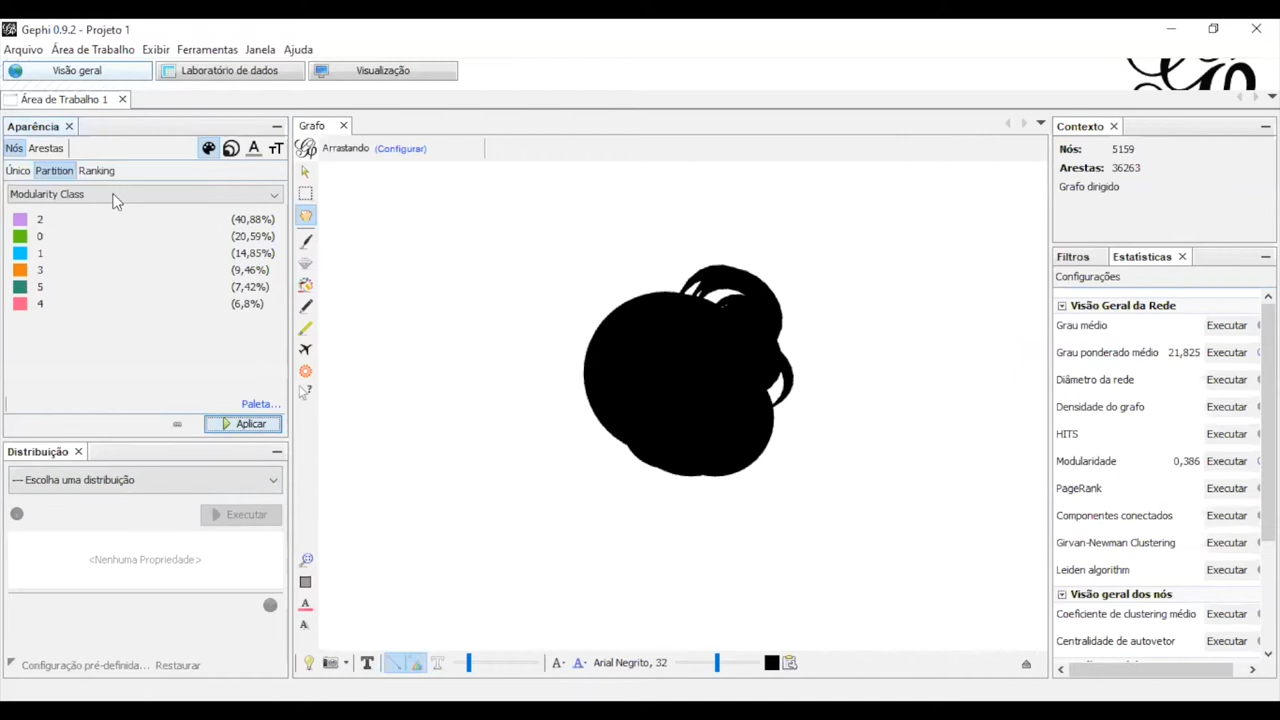 Gephi 0.9.2 - Projeto 1
Arquivo Área de Trabalho Exibir Ferramentas Janela Ajuda
Visão geral Laboratório de dados Visualização
Área de Trabalho 1
Aparência
Nós Arestas
Único Partition Ranking
Modularity Class
2 (40,88%)
0 (20,59%)
1 (14,85%)
3 (9,46%)
5 (7,42%)
4 (6,8%)
Paleta...
Aplicar
Distribuição
--- Escolha uma distribuição
Executar
<Nenhuma Propriedade>
Configuração pré-definida... Restaurar
Grafo
Arrastando (Configurar)
Arial Negrito, 32
Contexto
Nós: 5159
Arestas: 36263
Grafo dirigido
Filtros Estatísticas
Configurações
Visão Geral da Rede
Grau médio Executar
Grau ponderado médio 21,825 Executar
Diâmetro da rede Executar
Densidade do grafo Executar
HITS Executar
Modularidade 0,386 Executar
PageRank Executar
Componentes conectados Executar
Girvan-Newman Clustering Executar
Leiden algorithm Executar
Visão geral dos nós
Coeficiente de clustering médio Executar
Centralidade de autovetor Executar